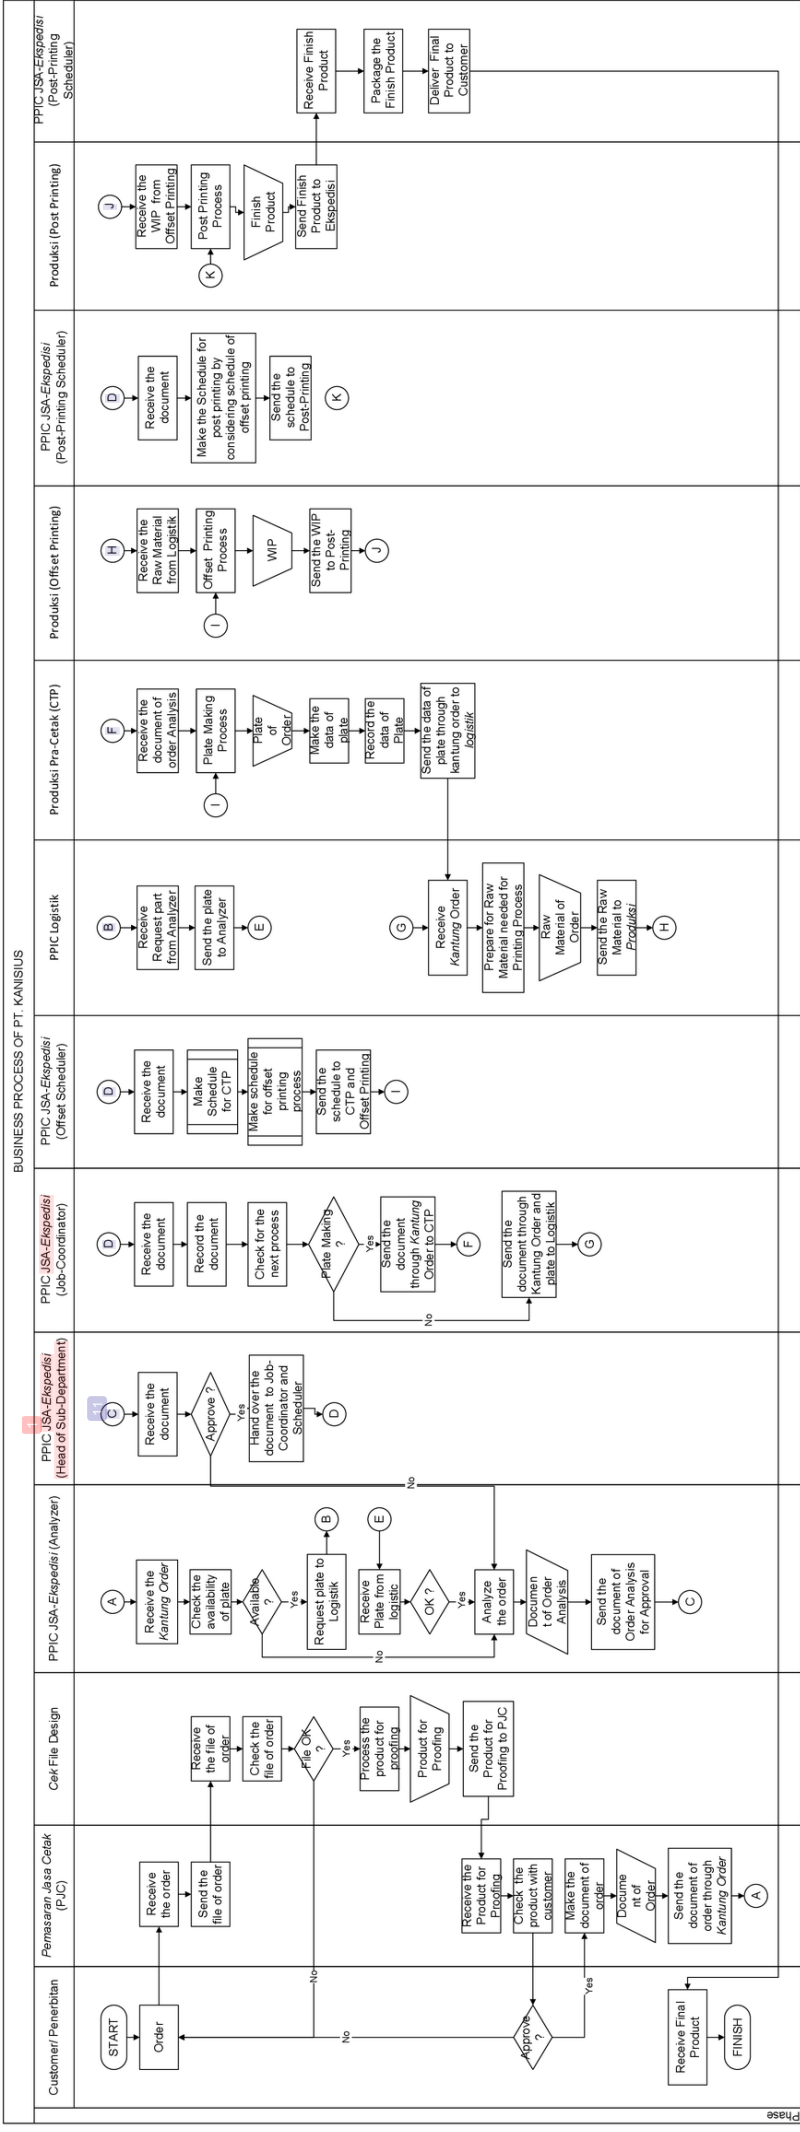 BUSINESS PROCESS OF PT. KANISIUS
Customer/ Penerbitan
START
Order
No
No
Approve
?
Yes
Receive Final
Product
FINISH
Phase
Pemasaran Jasa Cetak
(PJC)
Receive
the order
Send the
file of order
Receive the
Product for
Proofing
Check the
product with
customer
Make the
document of
order
Docume
nt of
Order
Send the
document of
order through
Kantung Order
A
Cek File Design
Receive
the file of
order
Check the
file of order
File OK
?
Yes
Process the
product for
proofing
Product for
Proofing
Send the
Product for
Proofing to PJC
PPIC JSA-Ekspedisi (Analyzer)
A
Receive the
Kantung Order
Check the
availability
of plate
Available
?
Yes
No
Request plate to
Logistik
B
E
Receive
Plate from
logistic
OK ?
Yes
Analyze
the order
Documen
t of Order
Analysis
Send the
document of
Order Analysis
for Approval
C
PPIC JSA-Ekspedisi
(Head of Sub-Department)
1
11
C
Receive the
document
Approve ?
Yes
No
Hand over the
document to Job-
Coordinator and
Scheduler
D
PPIC JSA-Ekspedisi
(Job-Coordinator)
D
Receive the
document
Record the
document
Check for the
next process
Plate Making
?
Yes
No
Send the
document
through Kantung
Order to CTP
F
Send the
document through
Kantung Order and
plate to Logistik
G
PPIC JSA-Ekspedisi
(Offset Scheduler)
D
Receive the
document
Make
Schedule
for CTP
Make schedule
for offset
printing
process
Send the
schedule to
CTP and
Offset Printing
I
PPIC Logistik
B
Receive
Request part
from Analyzer
Send the plate
to Analyzer
E
G
Receive
Kantung Order
Prepare for Raw
Material needed for
Printing Process
Raw
Material of
Order
Send the Raw
Material to
Produksi
H
Produksi Pra-Cetak (CTP)
F
Receive the
document of
order Analysis
I
Plate Making
Process
Plate
of
Order
Make the
data of
plate
Record the
data of
Plate
Send the data of
plate through
kantung order to
logistik
Produksi (Offset Printing)
H
Receive the
Raw Material
from Logistik
I
Offset Printing
Process
WIP
Send the WIP
to Post-
Printing
J
PPIC JSA-Ekspedisi
(Post-Printing Scheduler)
D
Receive the
document
Make the Schedule for
post printing by
considering schedule of
offset printing
Send the
schedule to
Post-Printing
K
Produksi (Post Printing)
J
Receive the
WIP from
Offset Printing
K
Post Printing
Process
Finish
Product
Send Finish
Product to
Ekspedisi
PPIC JSA-Ekspedisi
(Post-Printing
Scheduler)
Receive Finish
Product
Package the
Finish Product
Deliver Final
Product to
Customer